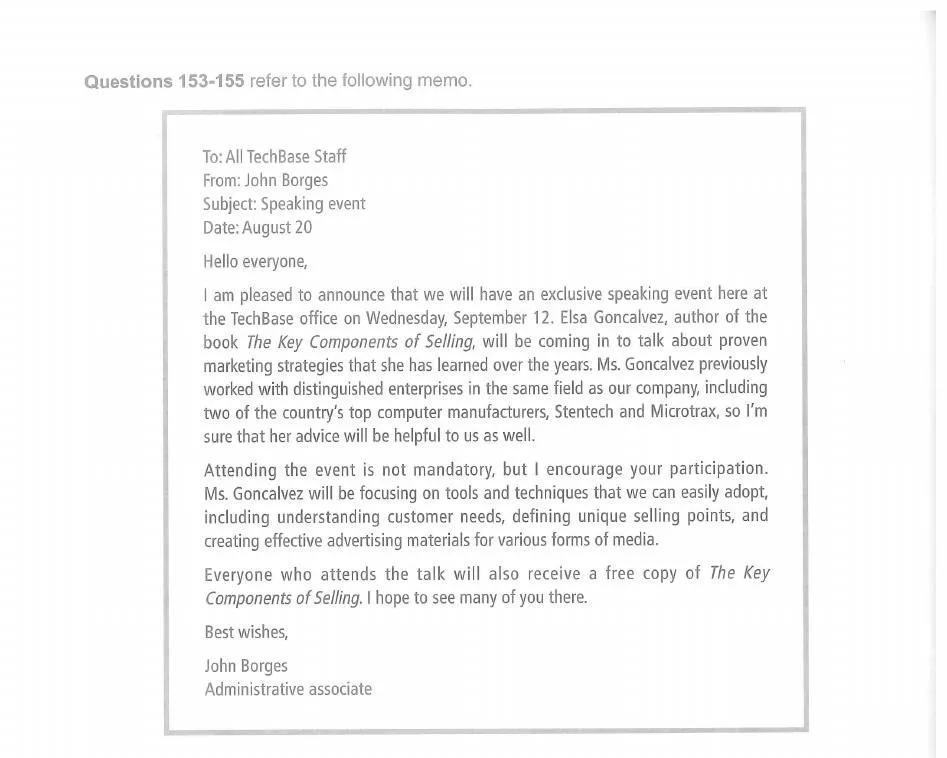 Questions 153-155 refer to the following memo.
To: All TechBase Staff
From: John Borges
Subject: Speaking event
Date: August 20
Hello everyone,
I am pleased to announce that we will have an exclusive speaking event here at
the TechBase office on Wednesday, September 12. Elsa Goncalvez, author of the
book The Key Components of Selling, will be coming in to talk about proven
marketing strategies that she has learned over the years. Ms. Goncalvez previously
worked with distinguished enterprises in the same field as our company, including
two of the country's top computer manufacturers, Stentech and Microtrax, so I'm
sure that her advice will be helpful to us as well.
Attending the event is not mandatory, but I encourage your participation.
Ms. Goncalvez will be focusing on tools and techniques that we can easily adopt,
including understanding customer needs, defining unique selling points, and
creating effective advertising materials for various forms of media.
Everyone who attends the talk will also receive a free copy of The Key
Components of Selling. I hope to see many of you there.
Best wishes,
John Borges
Administrative associate